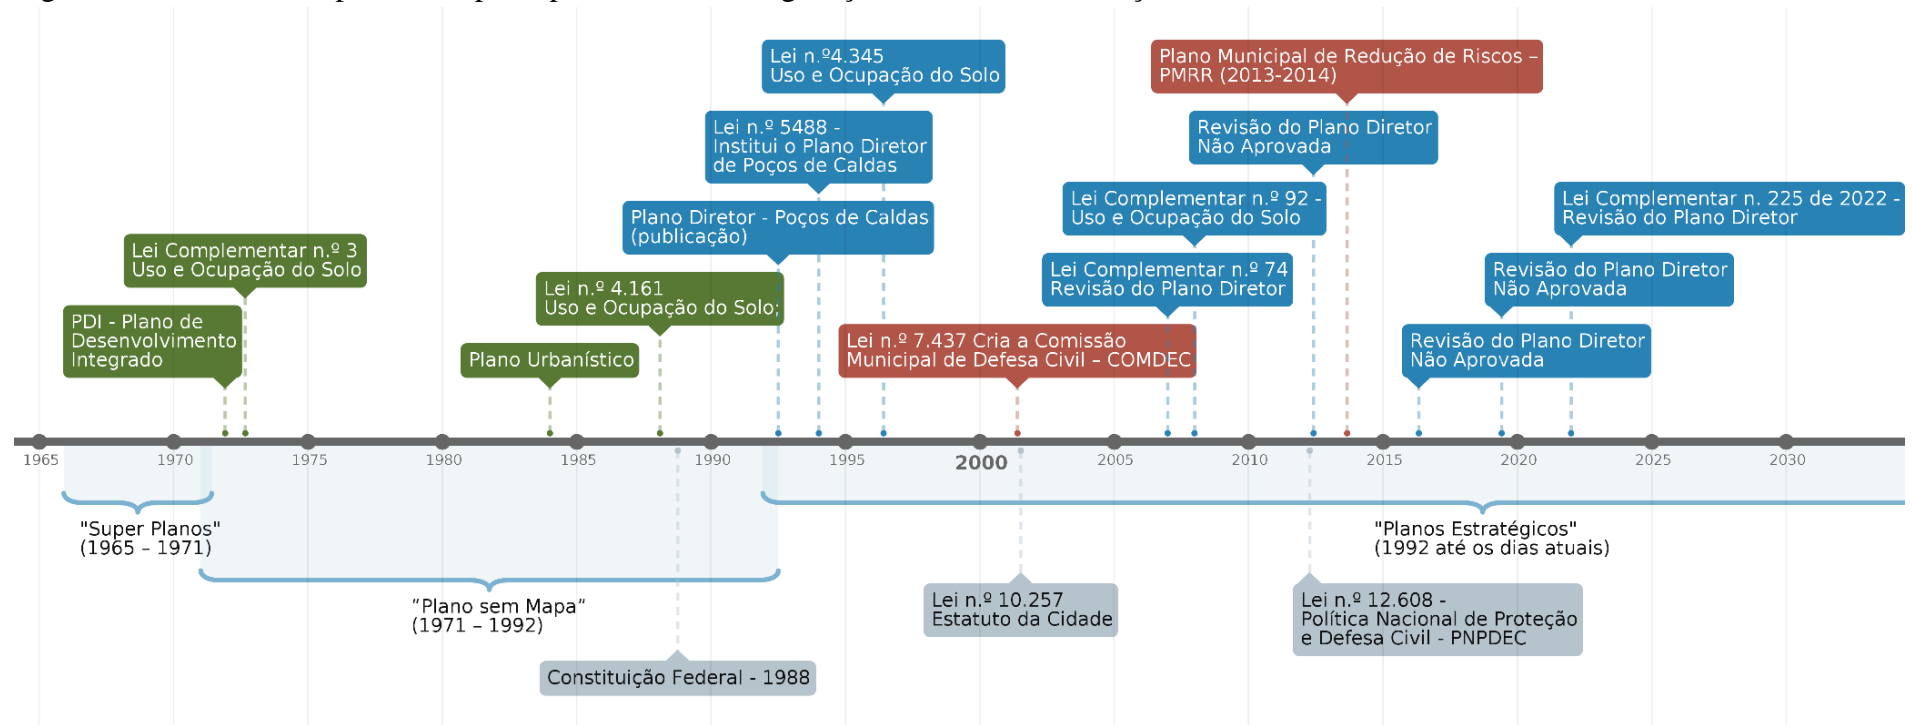 Lei n.º4.345
Uso e Ocupação do Solo
Plano Municipal de Redução de Riscos –
PMRR (2013-2014)
Lei n.º 5488 -
Institui o Plano Diretor
de Poços de Caldas
Revisão do Plano Diretor
Não Aprovada
Plano Diretor - Poços de Caldas
(publicação)
Lei Complementar n.º 92 -
Uso e Ocupação do Solo
Lei Complementar n. 225 de 2022 -
Revisão do Plano Diretor
Lei Complementar n.º 3
Uso e Ocupação do Solo
Lei n.º 4.161
Uso e Ocupação do Solo;
Lei Complementar n.º 74
Revisão do Plano Diretor
Revisão do Plano Diretor
Não Aprovada
PDI - Plano de
Desenvolvimento
Integrado
Plano Urbanístico
Lei n.º 7.437 Cria a Comissão
Municipal de Defesa Civil – COMDEC
Revisão do Plano Diretor
Não Aprovada
1965 1970 1975 1980 1985 1990 1995 2000 2005 2010 2015 2020 2025 2030
"Super Planos"
(1965 – 1971)
"Planos Estratégicos"
(1992 até os dias atuais)
“Plano sem Mapa“
(1971 – 1992)
Lei n.º 10.257
Estatuto da Cidade
Lei n.º 12.608 -
Política Nacional de Proteção
e Defesa Civil - PNPDEC
Constituição Federal - 1988